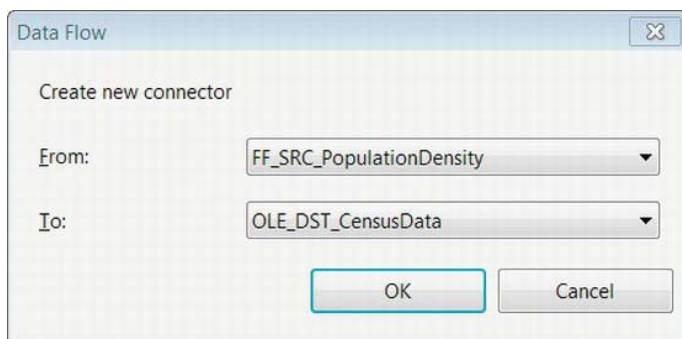 Data Flow
Create new connector
From: FF_SRC_PopulationDensity
To: OLE_DST_CensusData
OK Cancel